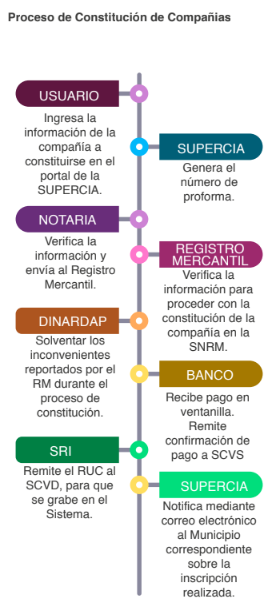 Proceso de Constitución de Compañias
USUARIO
Ingresa la
información de la
compañía a
constituirse en el
portal de la
SUPERCIA.
SUPERCIA
Genera el
número de
proforma.
NOTARIA
Verifica la
información y
envía al Registro
Mercantil.
REGISTRO
MERCANTIL
Verifica la
información para
proceder con la
constitución de la
compañía en la
SNRM.
DINARDAP
Solventar los
inconvenientes
reportados por el
RM durante el
proceso de
constitución.
BANCO
Recibe pago en
ventanilla.
Remite
confirmación de
pago a SCVS
SRI
Remite el RUC al
SCVD, para que
se grabe en el
Sistema.
SUPERCIA
Notifica mediante
correo electrónico
al Municipio
correspondiente
sobre la
inscripción
realizada.